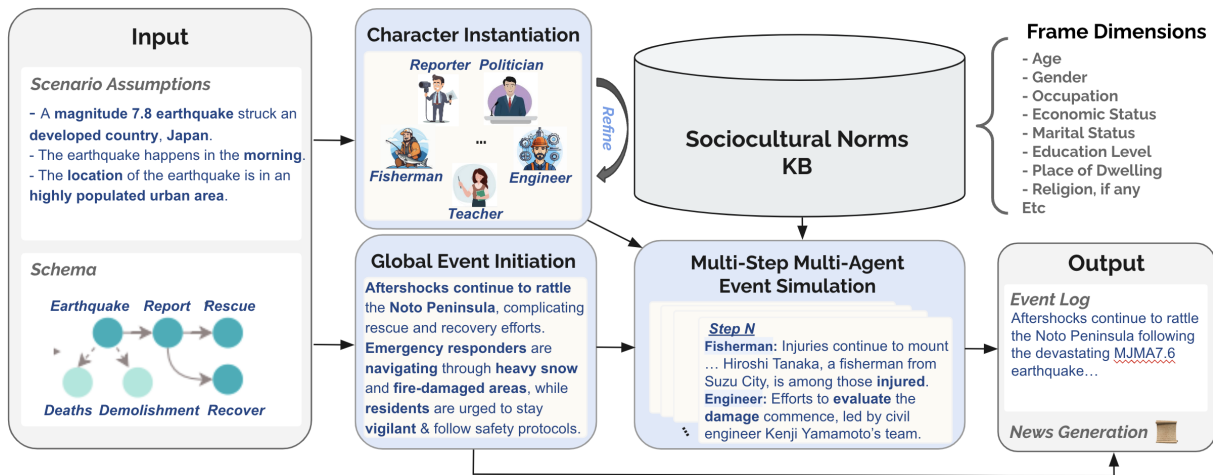 Input
Scenario Assumptions
- A magnitude 7.8 earthquake struck an
developed country, Japan.
- The earthquake happens in the morning.
- The location of the earthquake is in an
highly populated urban area.
Schema
Earthquake Report Rescue
Deaths Demolishment Recover
Character Instantiation
Reporter Politician
...
Fisherman Engineer
Teacher
Refine
Global Event Initiation
Aftershocks continue to rattle
the Noto Peninsula, complicating
rescue and recovery efforts.
Emergency responders are
navigating through heavy snow
and fire-damaged areas, while
residents are urged to stay
vigilant & follow safety protocols.
Sociocultural Norms
KB
Frame Dimensions
- Age
- Gender
- Occupation
- Economic Status
- Marital Status
- Education Level
- Place of Dwelling
- Religion, if any
Etc
Multi-Step Multi-Agent
Event Simulation
Step N
Fisherman: Injuries continue to mount
… Hiroshi Tanaka, a fisherman from
Suzu City, is among those injured.
Engineer: Efforts to evaluate the
damage commence, led by civil
engineer Kenji Yamamoto's team.
...
Output
Event Log
Aftershocks continue to rattle
the Noto Peninsula following
the devastating MJMA7.6
earthquake…
News Generation